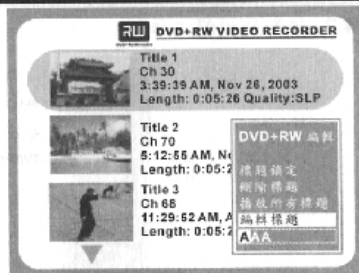 RW DVD+RW VIDEO RECORDER
Title 1
Ch 30
3:39:39 AM, Nov 26, 2003
Length: 0:05:26 Quality:SLP
Title 2
Ch 70
5:12:55 AM, N
Length: 0:05:2
Title 3
Ch 68
11:29:52 AM, A
Length: 0:05:2
DVD+RW 編輯
標題鎖定
刪除標題
播放所有標題
編輯標題
AAA